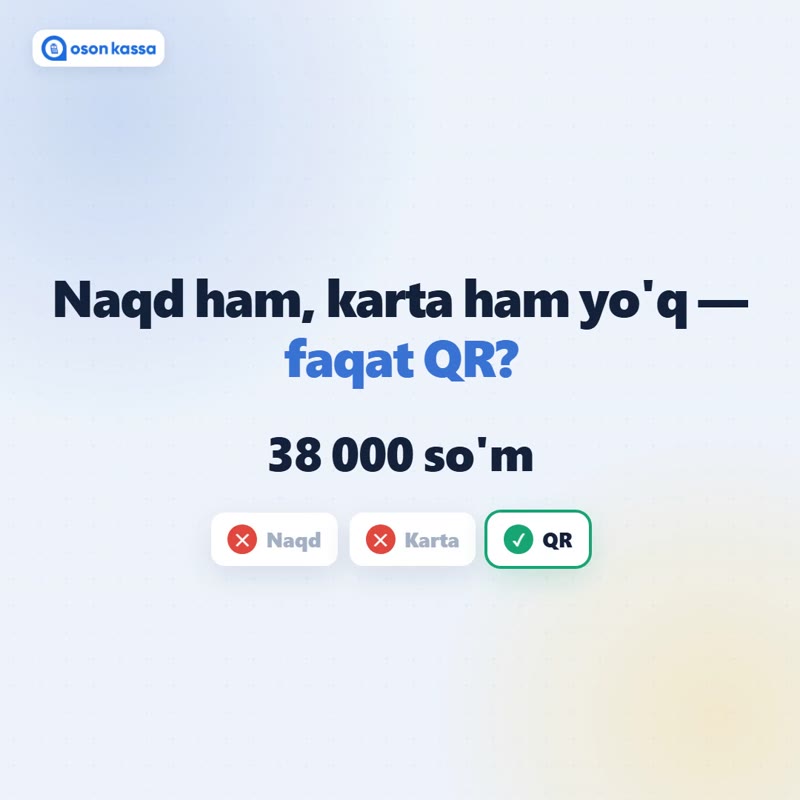 oson kassa
Naqd ham, karta ham yo'q —
faqat QR?
38 000 so'm
Naqd Karta QR